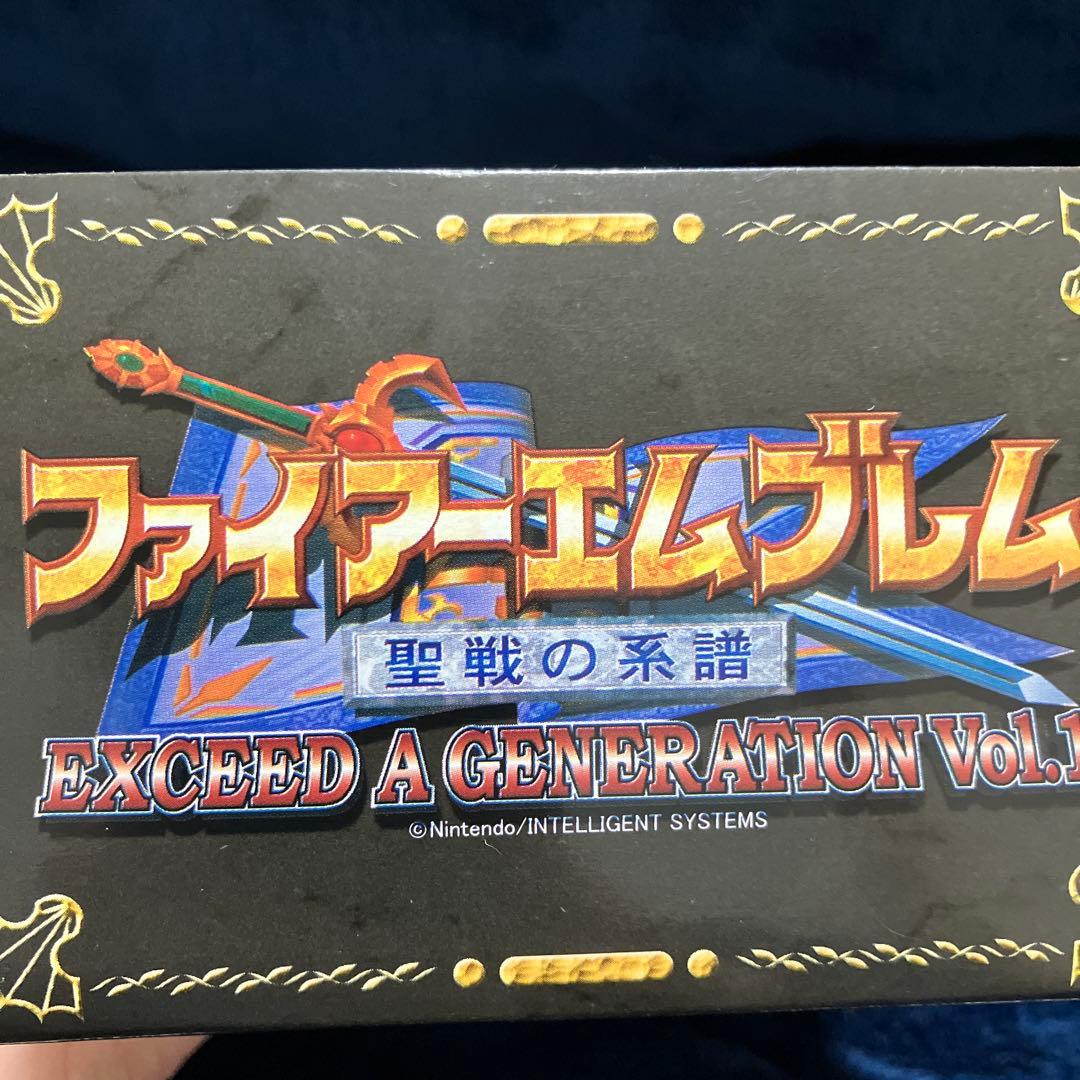 ファイアーエムブレム
聖戦の系譜
EXCEED A GENERATION Vol.1
©Nintendo/INTELLIGENT SYSTEMS